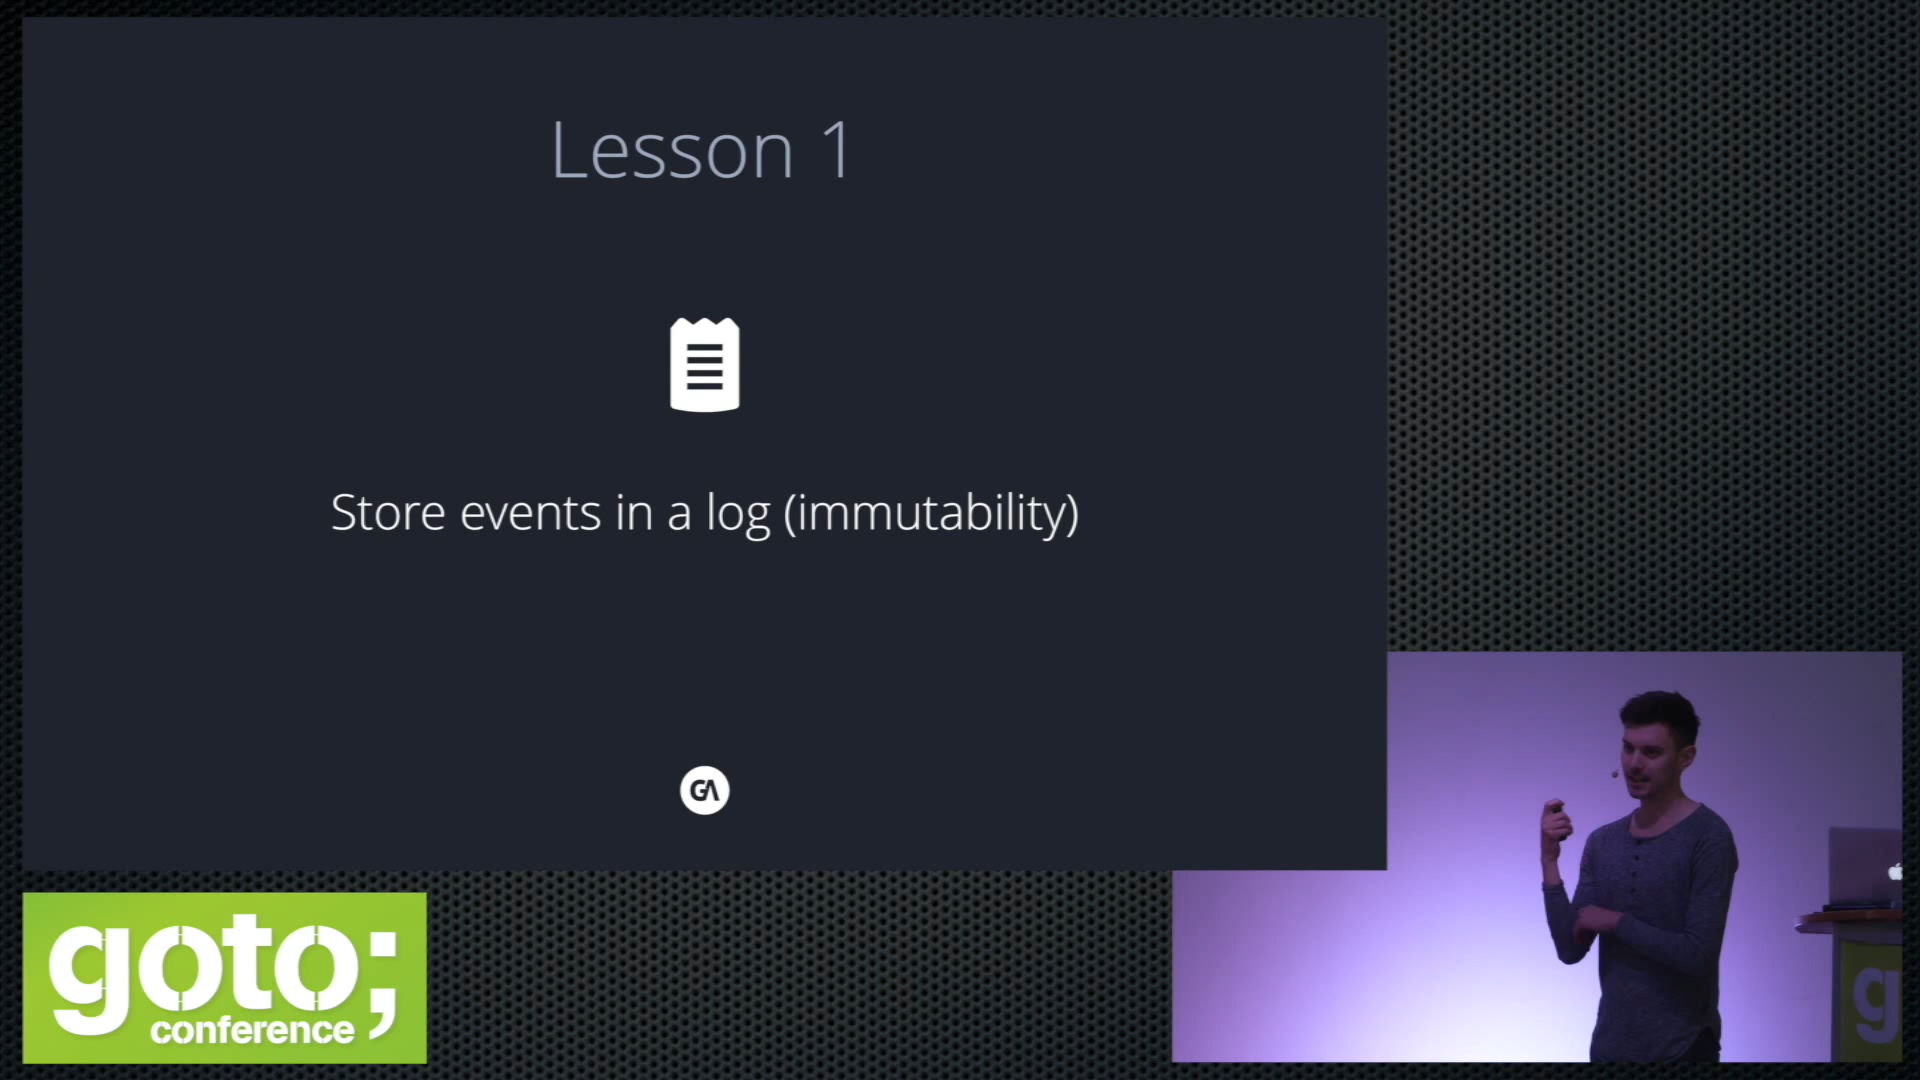 Lesson 1
Store events in a log (immutability)
GA
goto;
conference
g